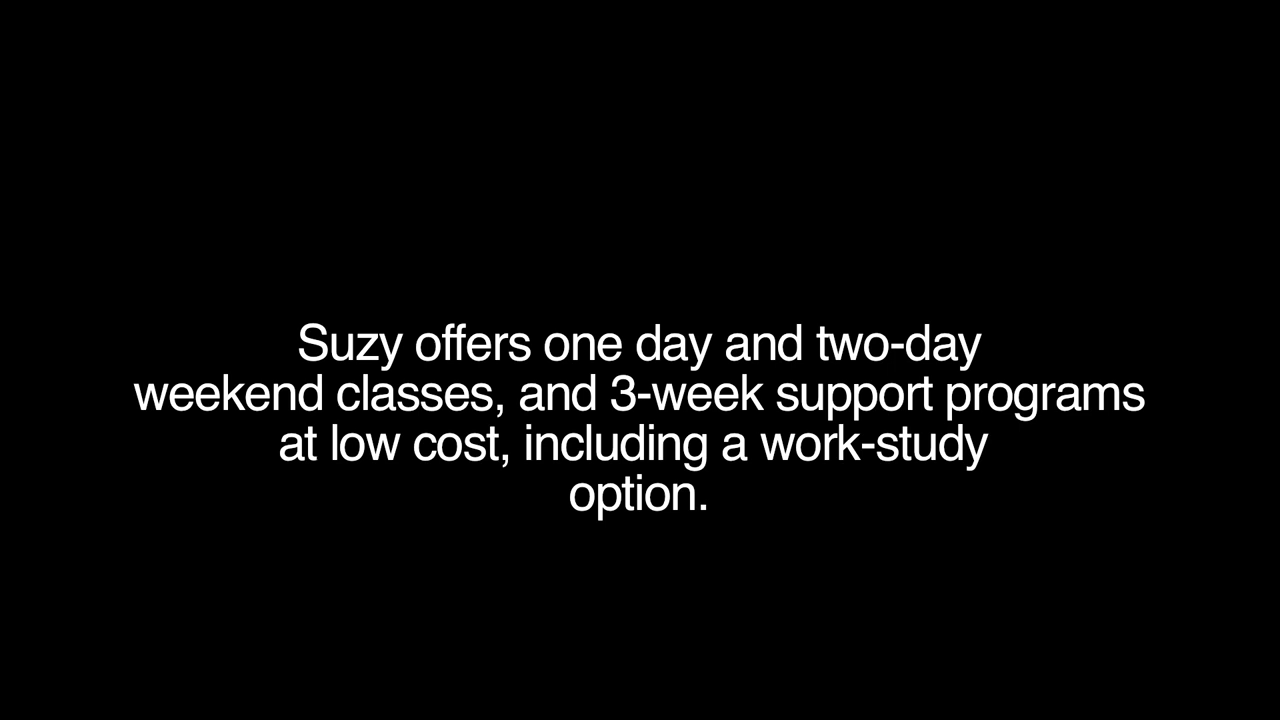 Suzy offers one day and two-day
weekend classes, and 3-week support programs
at low cost, including a work-study
option.